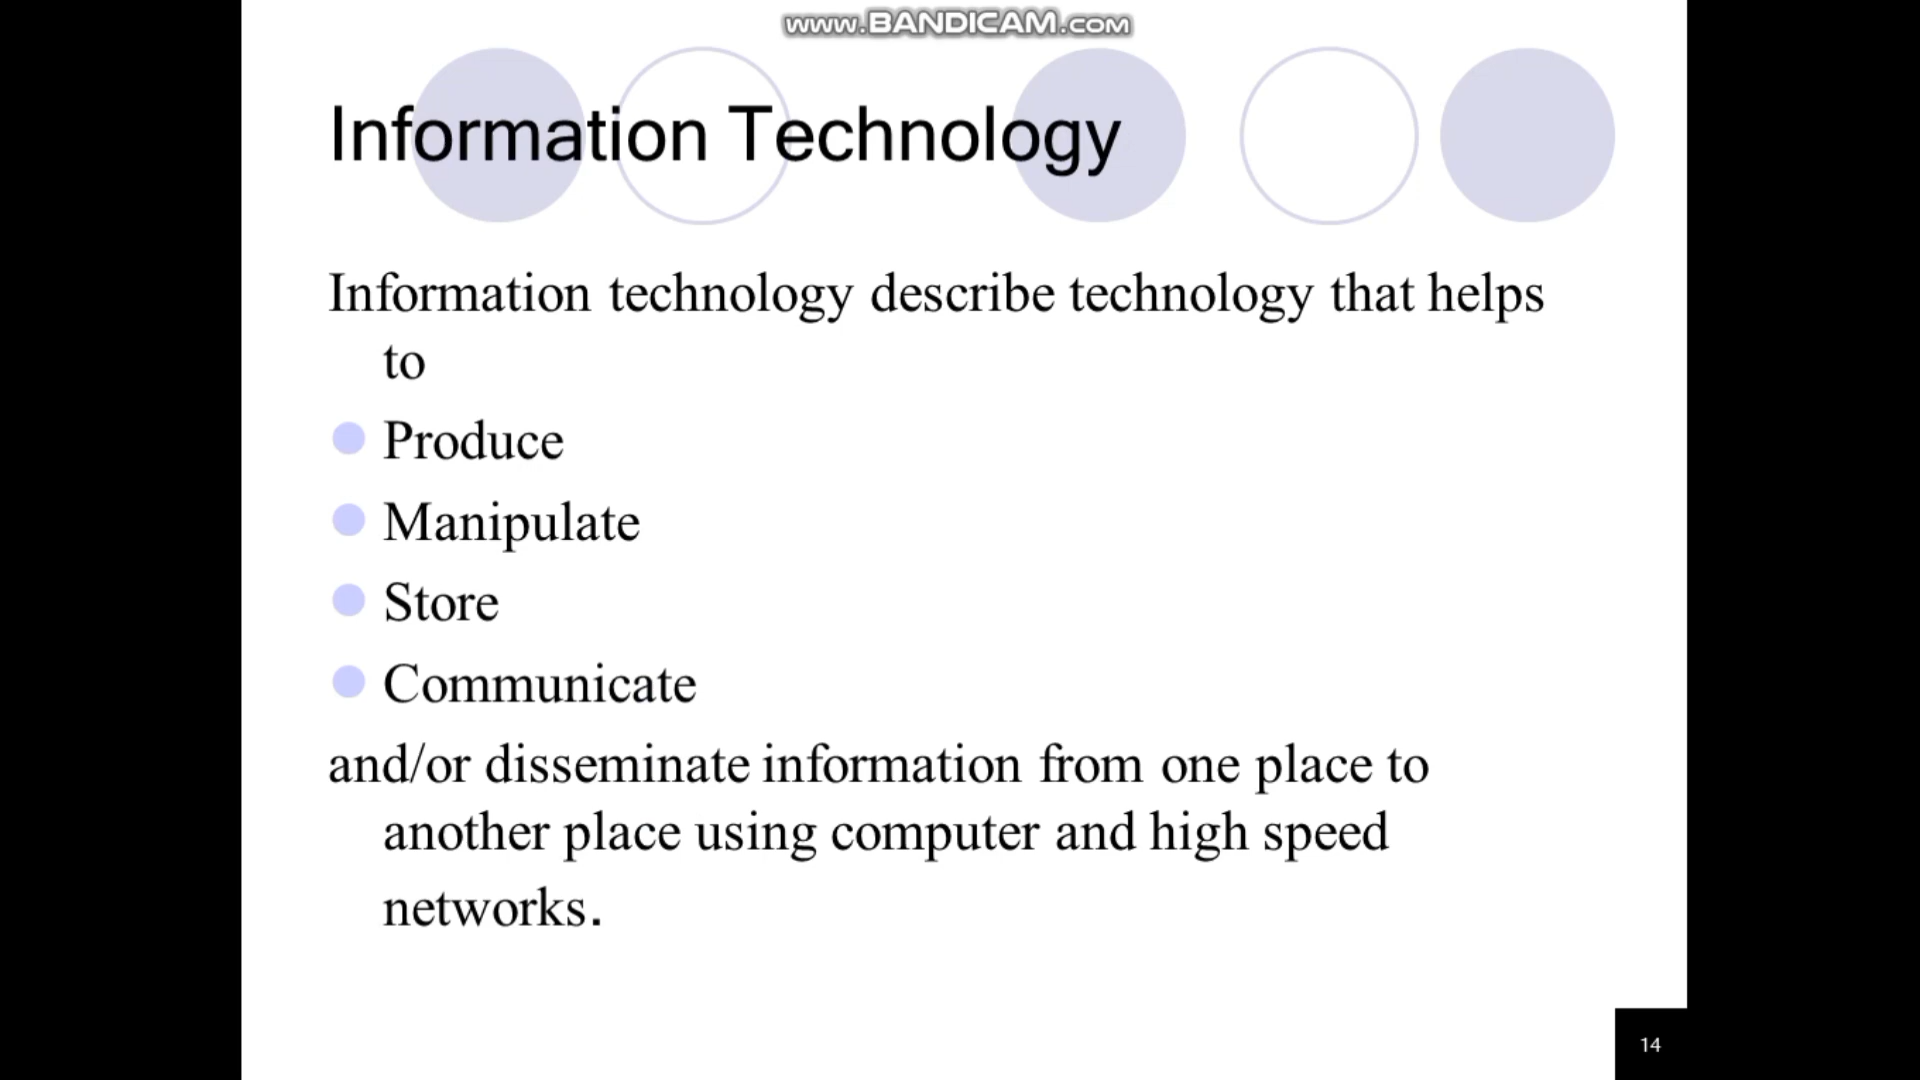 www.BANDICAM.com
Information Technology
Information technology describe technology that helps
to
Produce
Manipulate
Store
Communicate
and/or disseminate information from one place to
another place using computer and high speed
networks.
14